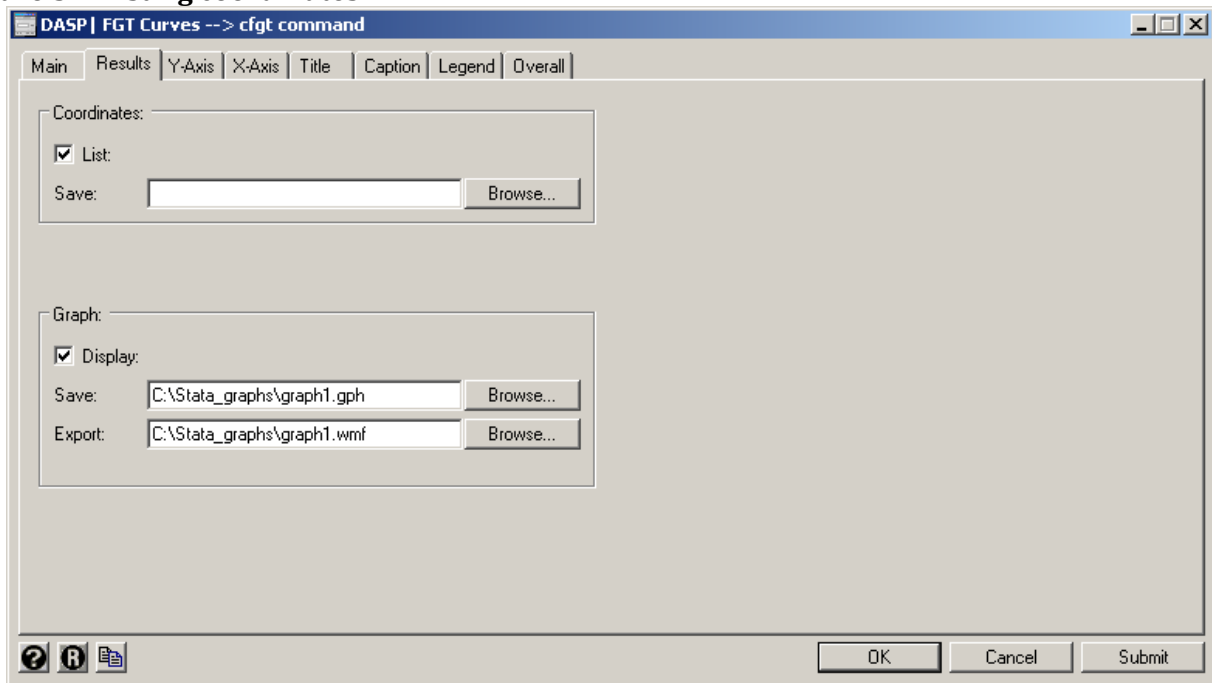 DASP| FGT Curves --> cfgt command
Main Results Y-Axis X-Axis Title Caption Legend Overall
Coordinates:
List:
Save: Browse...
Graph:
Display:
Save: C:\Stata_graphs\graph1.gph Browse...
Export: C:\Stata_graphs\graph1.wmf Browse...
OK Cancel Submit